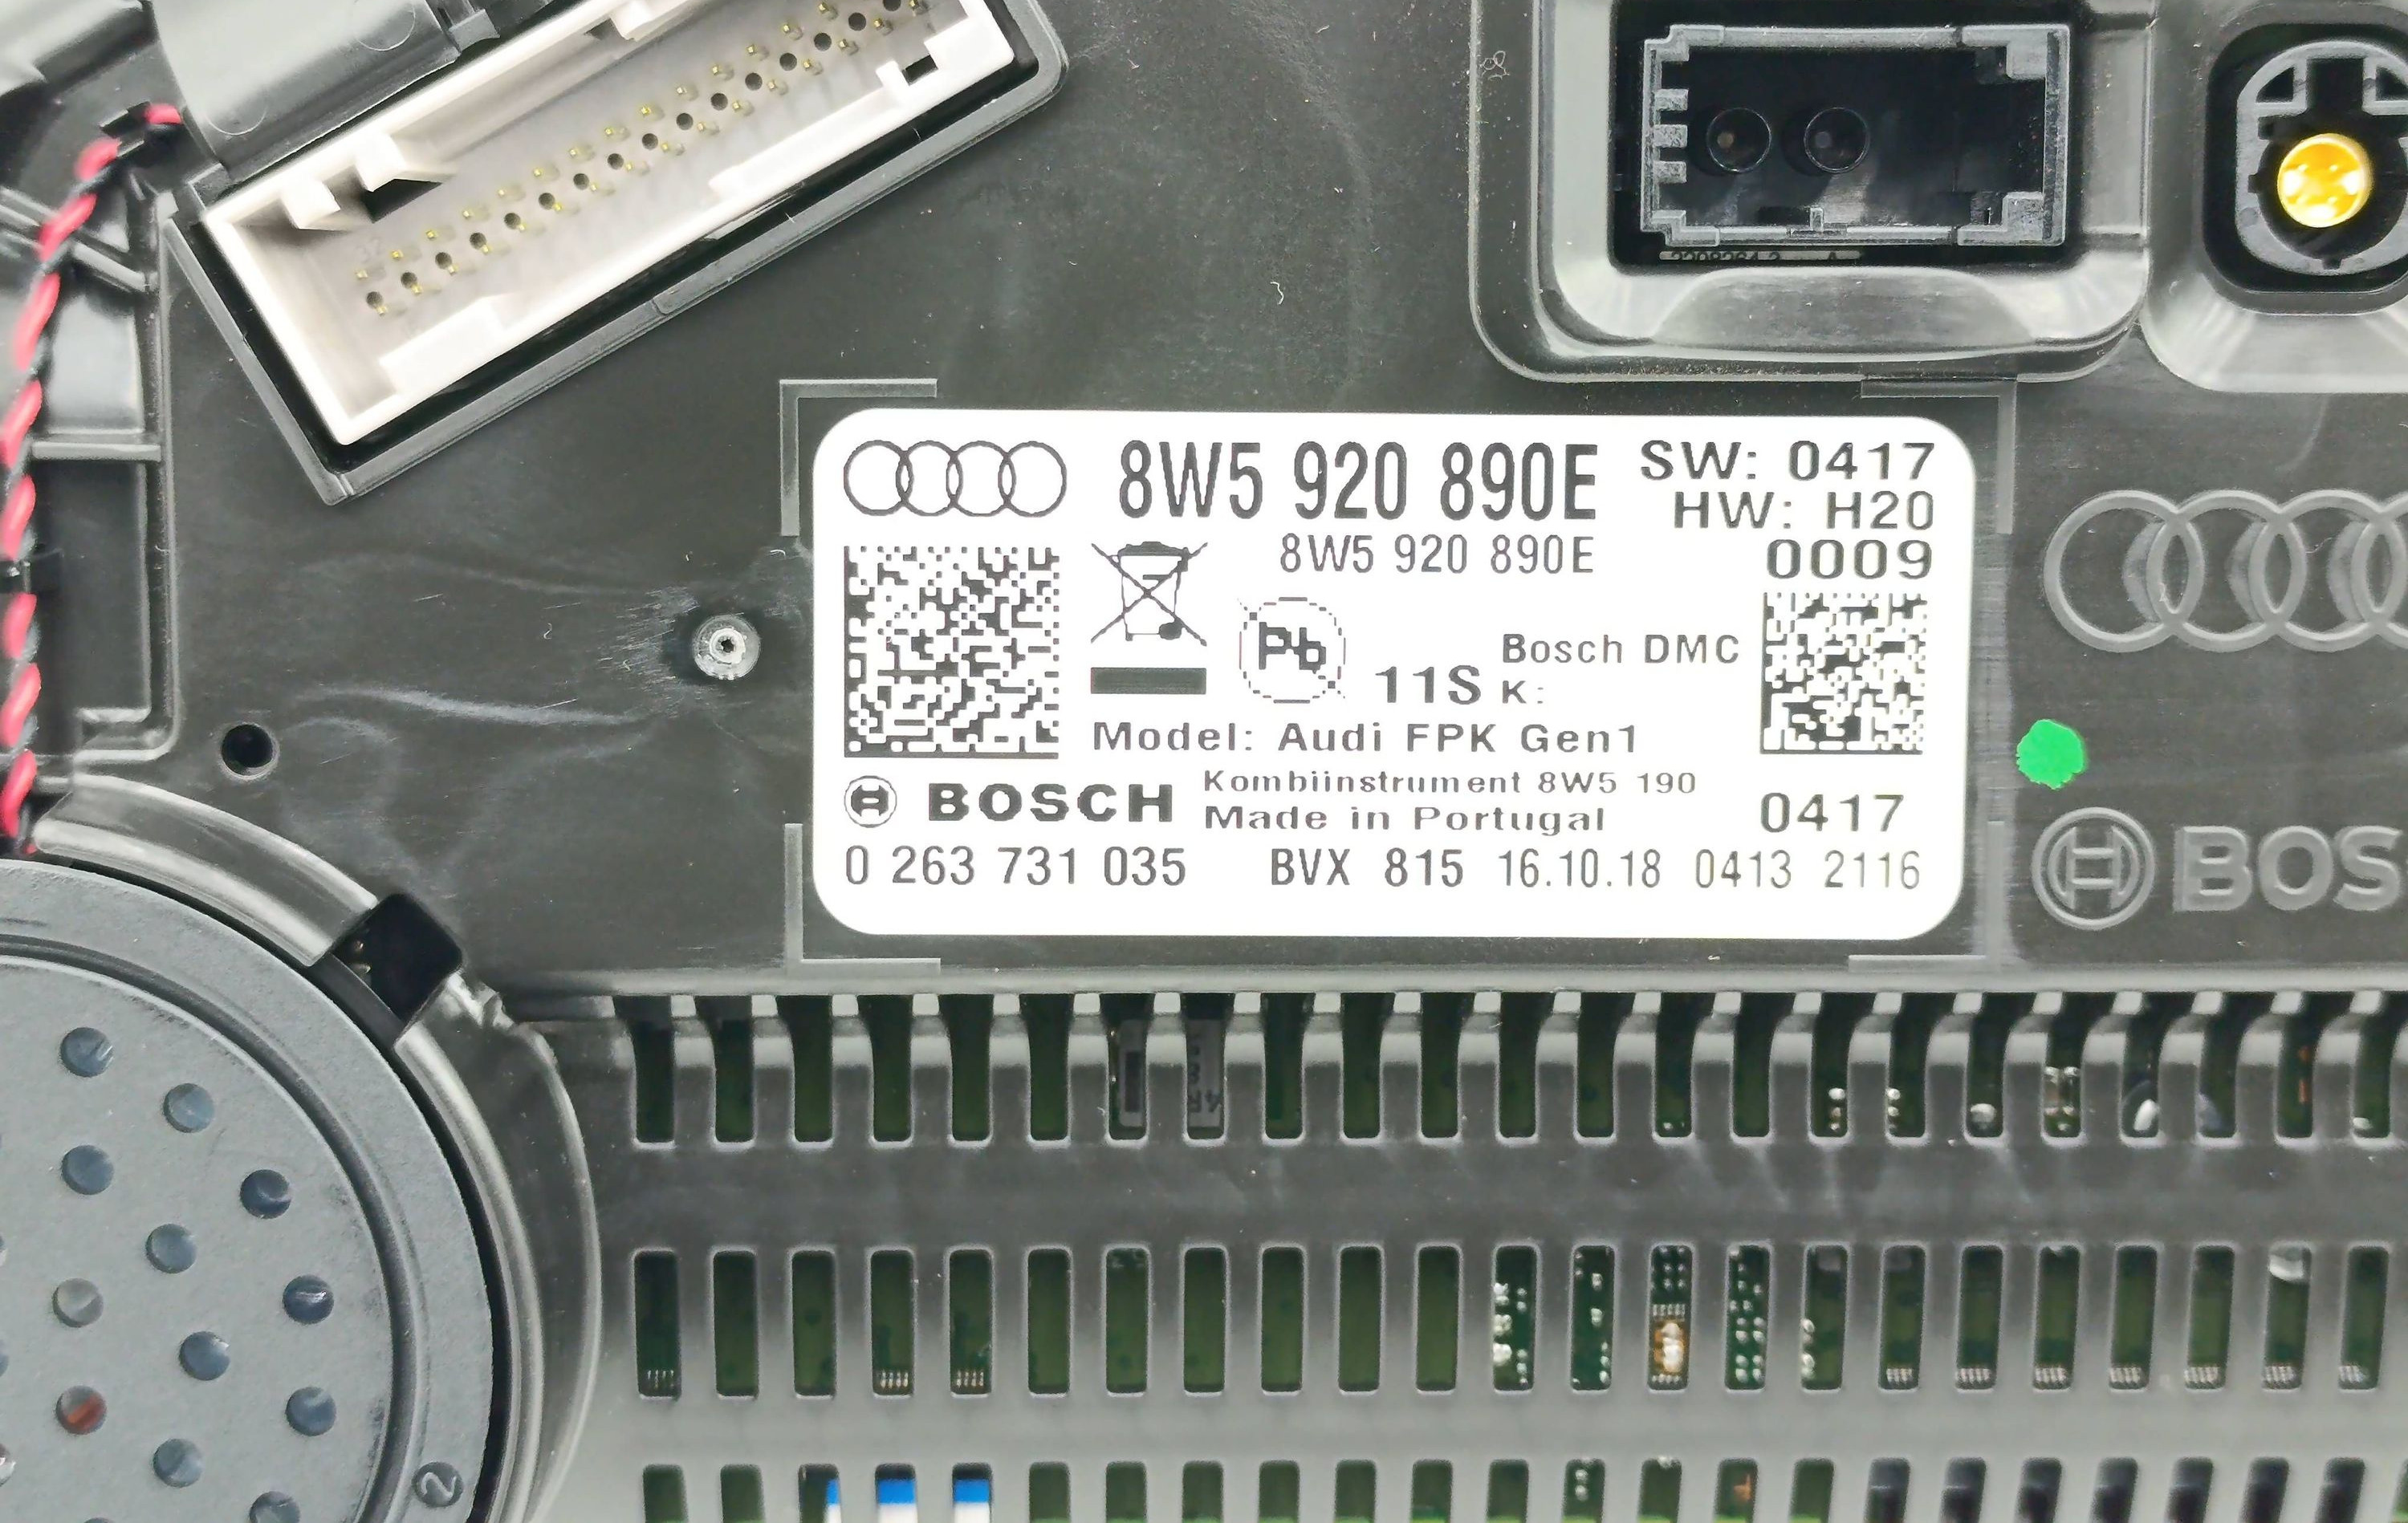 32
8W5 920 890E
SW: 0417
HW: H20
8W5 920 890E
0009
Pb
11S
Bosch DMC
K:
Model: Audi FPK Gen1
BOSCH
Kombiinstrument 8W5 190
Made in Portugal
0417
0 263 731 035 BVX 815 16.10.18 0413 2116
BOS
2